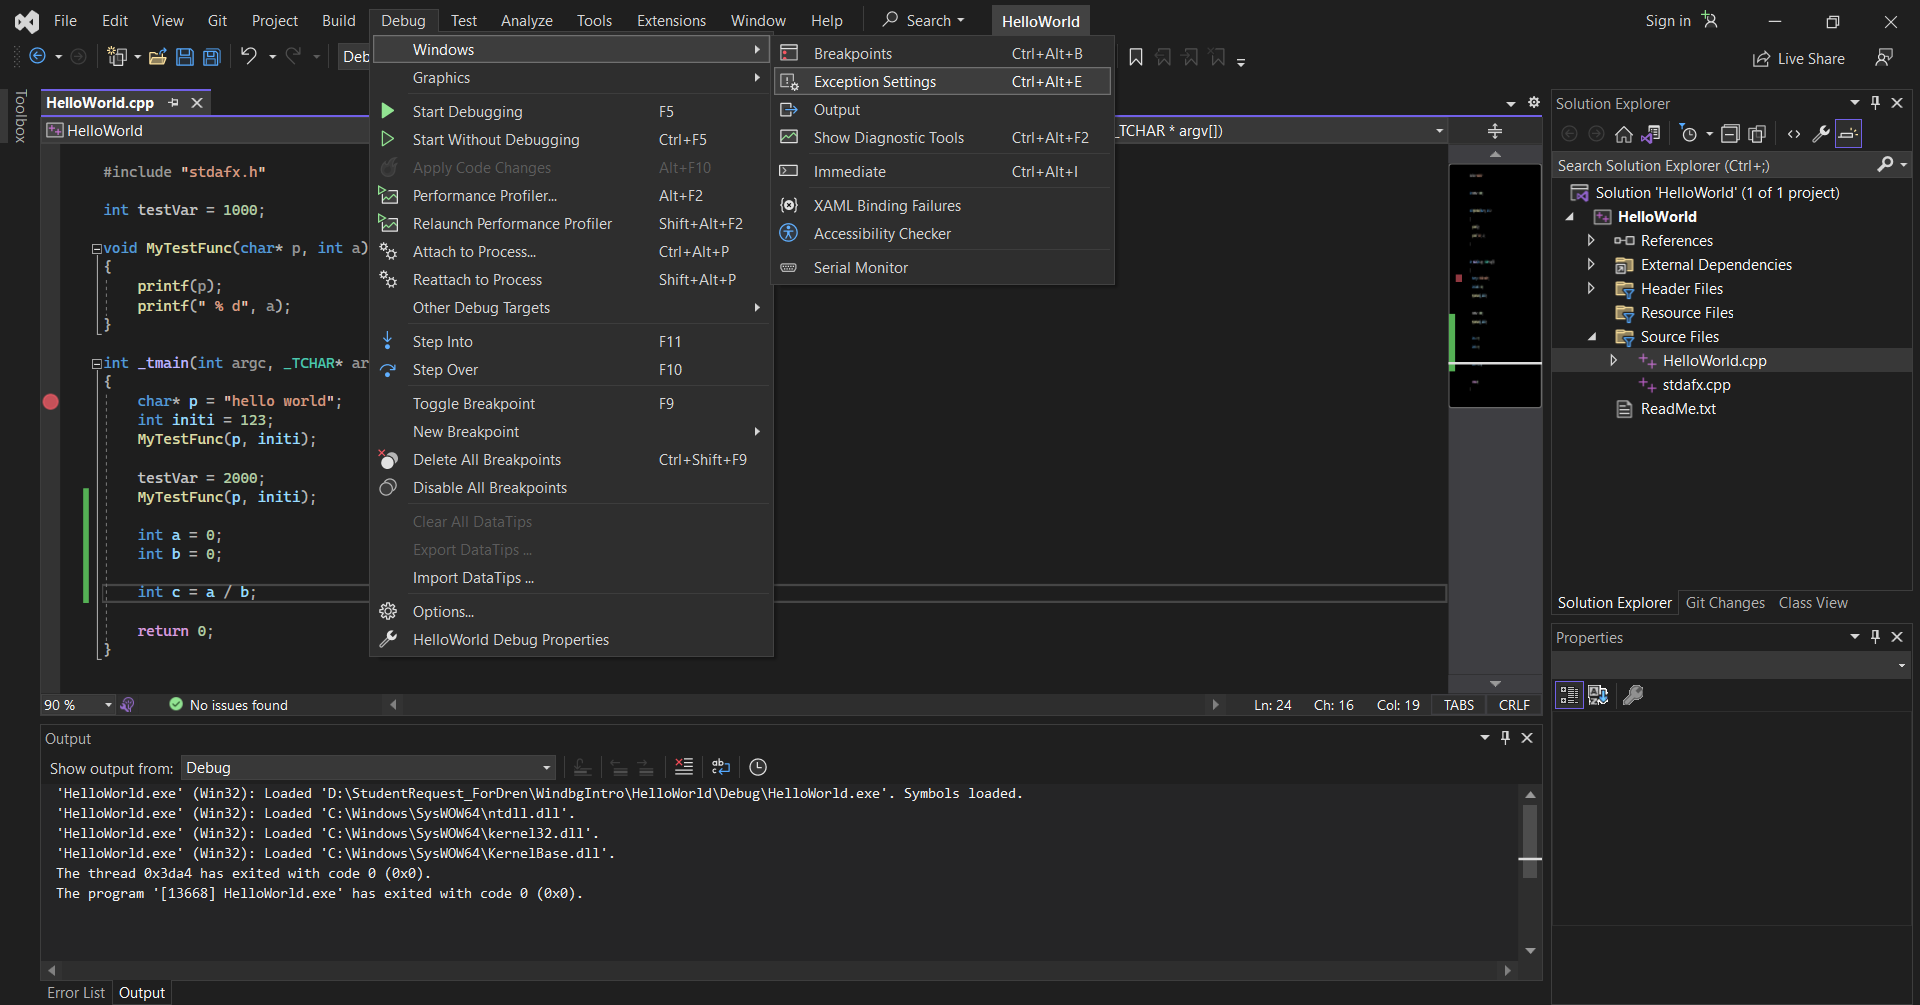 File Edit View Git Project Build Debug Test Analyze Tools Extensions Window Help Search HelloWorld Sign in
Live Share
Toolbox
HelloWorld.cpp
HelloWorld
_TCHAR * argv[])
#include "stdafx.h"
int testVar = 1000;
void MyTestFunc(char* p, int a)
{
printf(p);
printf(" % d", a);
}
int _tmain(int argc, _TCHAR* ar
{
char* p = "hello world";
int initi = 123;
MyTestFunc(p, initi);
testVar = 2000;
MyTestFunc(p, initi);
int a = 0;
int b = 0;
int c = a / b;
return 0;
}
Windows
Graphics
Start Debugging F5
Start Without Debugging Ctrl+F5
Apply Code Changes Alt+F10
Performance Profiler... Alt+F2
Relaunch Performance Profiler Shift+Alt+F2
Attach to Process... Ctrl+Alt+P
Reattach to Process Shift+Alt+P
Other Debug Targets
Step Into F11
Step Over F10
Toggle Breakpoint F9
New Breakpoint
Delete All Breakpoints Ctrl+Shift+F9
Disable All Breakpoints
Clear All DataTips
Export DataTips ...
Import DataTips ...
Options...
HelloWorld Debug Properties
Breakpoints Ctrl+Alt+B
Exception Settings Ctrl+Alt+E
Output
Show Diagnostic Tools Ctrl+Alt+F2
Immediate Ctrl+Alt+I
XAML Binding Failures
Accessibility Checker
Serial Monitor
90 % No issues found Ln: 24 Ch: 16 Col: 19 TABS CRLF
Output
Show output from: Debug
'HelloWorld.exe' (Win32): Loaded 'D:\StudentRequest_ForDren\WindbgIntro\HelloWorld\Debug\HelloWorld.exe'. Symbols loaded.
'HelloWorld.exe' (Win32): Loaded 'C:\Windows\SysWOW64\ntdll.dll'.
'HelloWorld.exe' (Win32): Loaded 'C:\Windows\SysWOW64\kernel32.dll'.
'HelloWorld.exe' (Win32): Loaded 'C:\Windows\SysWOW64\KernelBase.dll'.
The thread 0x3da4 has exited with code 0 (0x0).
The program '[13668] HelloWorld.exe' has exited with code 0 (0x0).
Error List Output
Solution Explorer
Search Solution Explorer (Ctrl+;)
Solution 'HelloWorld' (1 of 1 project)
HelloWorld
References
External Dependencies
Header Files
Resource Files
Source Files
HelloWorld.cpp
stdafx.cpp
ReadMe.txt
Solution Explorer Git Changes Class View
Properties